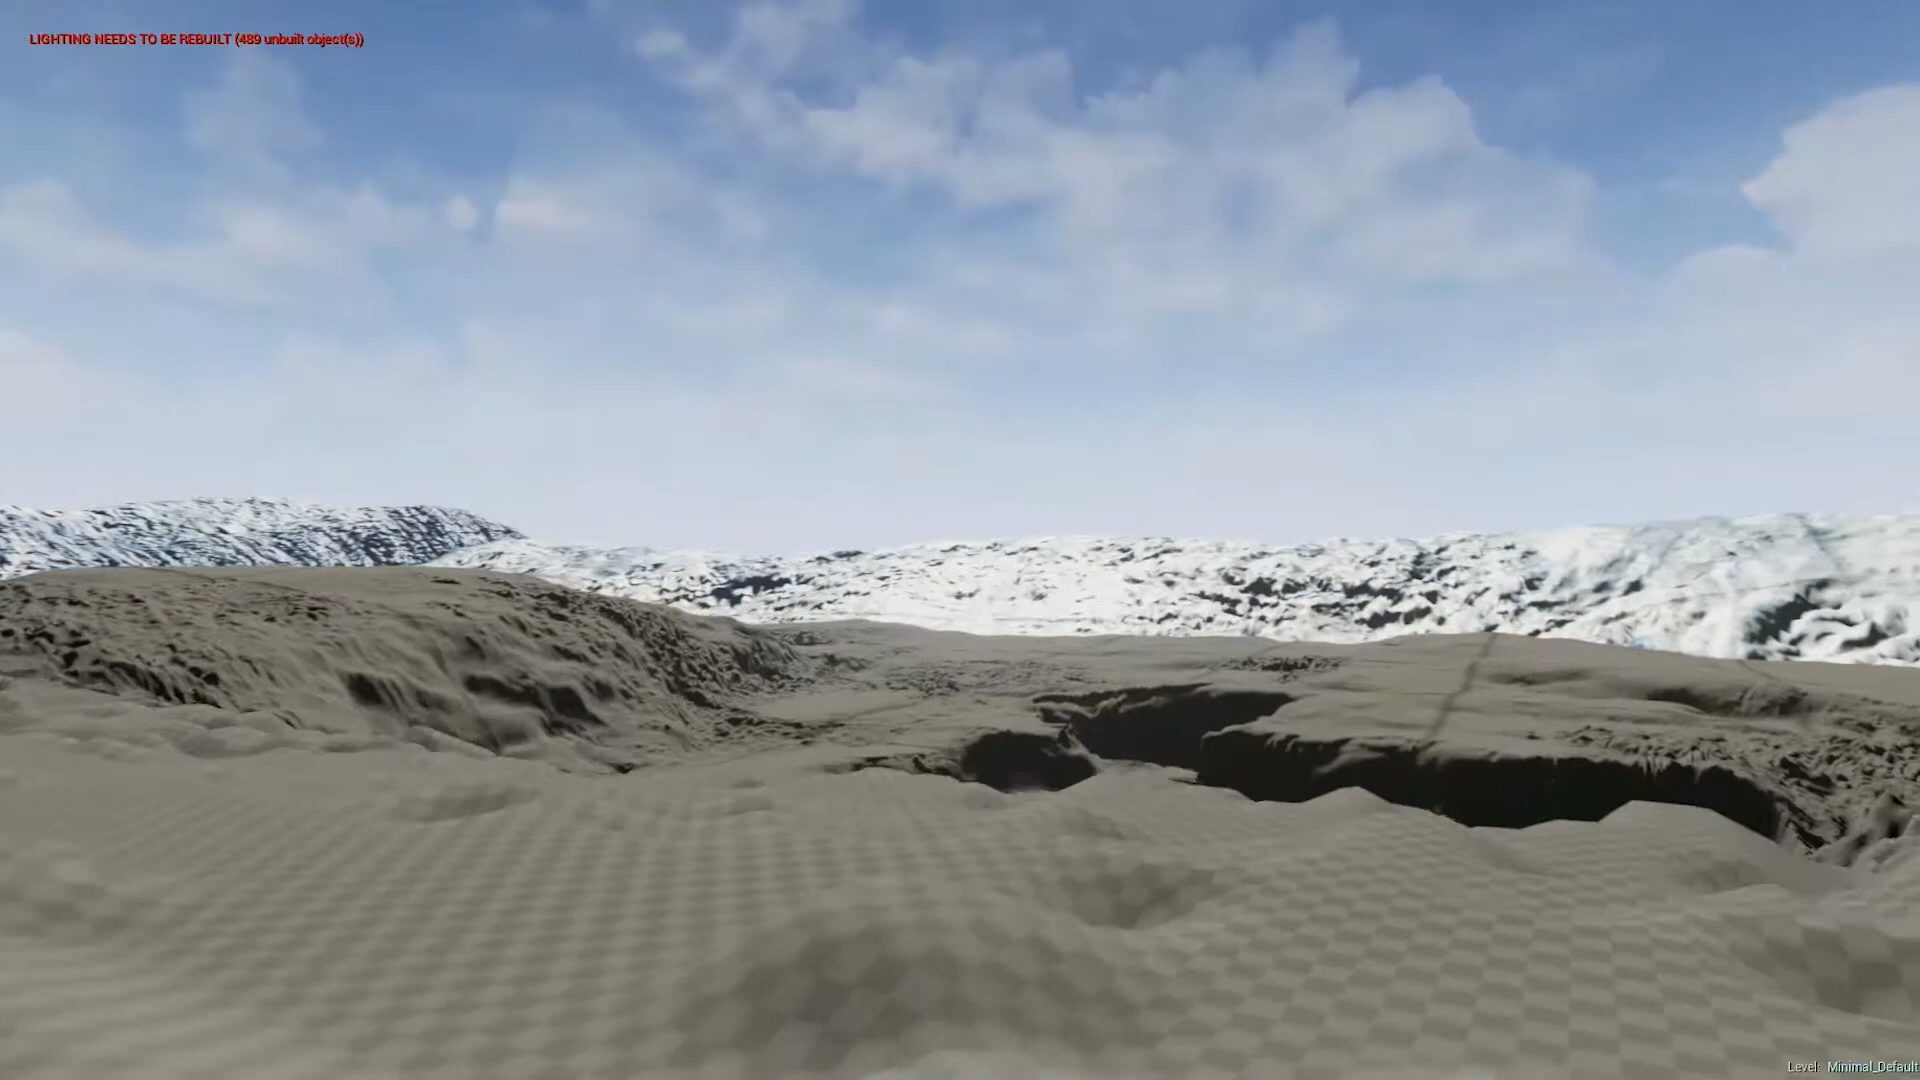 LIGHTING NEEDS TO BE REBUILT (489 unbuilt object(s))
Level: Minimal_Default